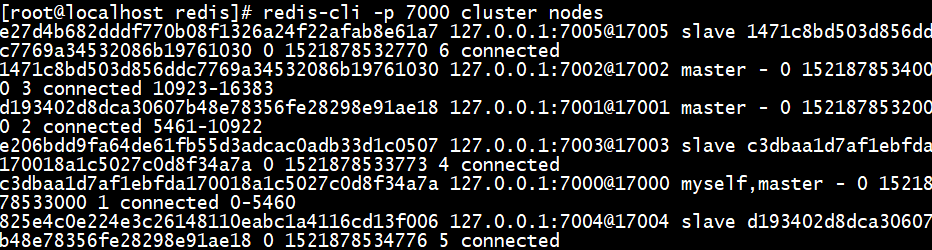 [root@localhost redis]# redis-cli -p 7000 cluster nodes
e27d4b682dddf770b08f1326a24f22afab8e61a7 127.0.0.1:7005@17005 slave 1471c8bd503d856dd
c7769a34532086b19761030 0 1521878532770 6 connected
1471c8bd503d856ddc7769a34532086b19761030 127.0.0.1:7002@17002 master - 0 152187853400
0 3 connected 10923-16383
d193402d8dca30607b48e78356fe28298e91ae18 127.0.0.1:7001@17001 master - 0 152187853200
0 2 connected 5461-10922
e206bdd9fa64de61fb55d3adcac0adb33d1c0507 127.0.0.1:7003@17003 slave c3dbaa1d7af1ebfda
170018a1c5027c0d8f34a7a 0 1521878533773 4 connected
c3dbaa1d7af1ebfda170018a1c5027c0d8f34a7a 127.0.0.1:7000@17000 myself,master - 0 15218
78533000 1 connected 0-5460
825e4c0e224e3c26148110eabc1a4116cd13f006 127.0.0.1:7004@17004 slave d193402d8dca30607
b48e78356fe28298e91ae18 0 1521878534776 5 connected